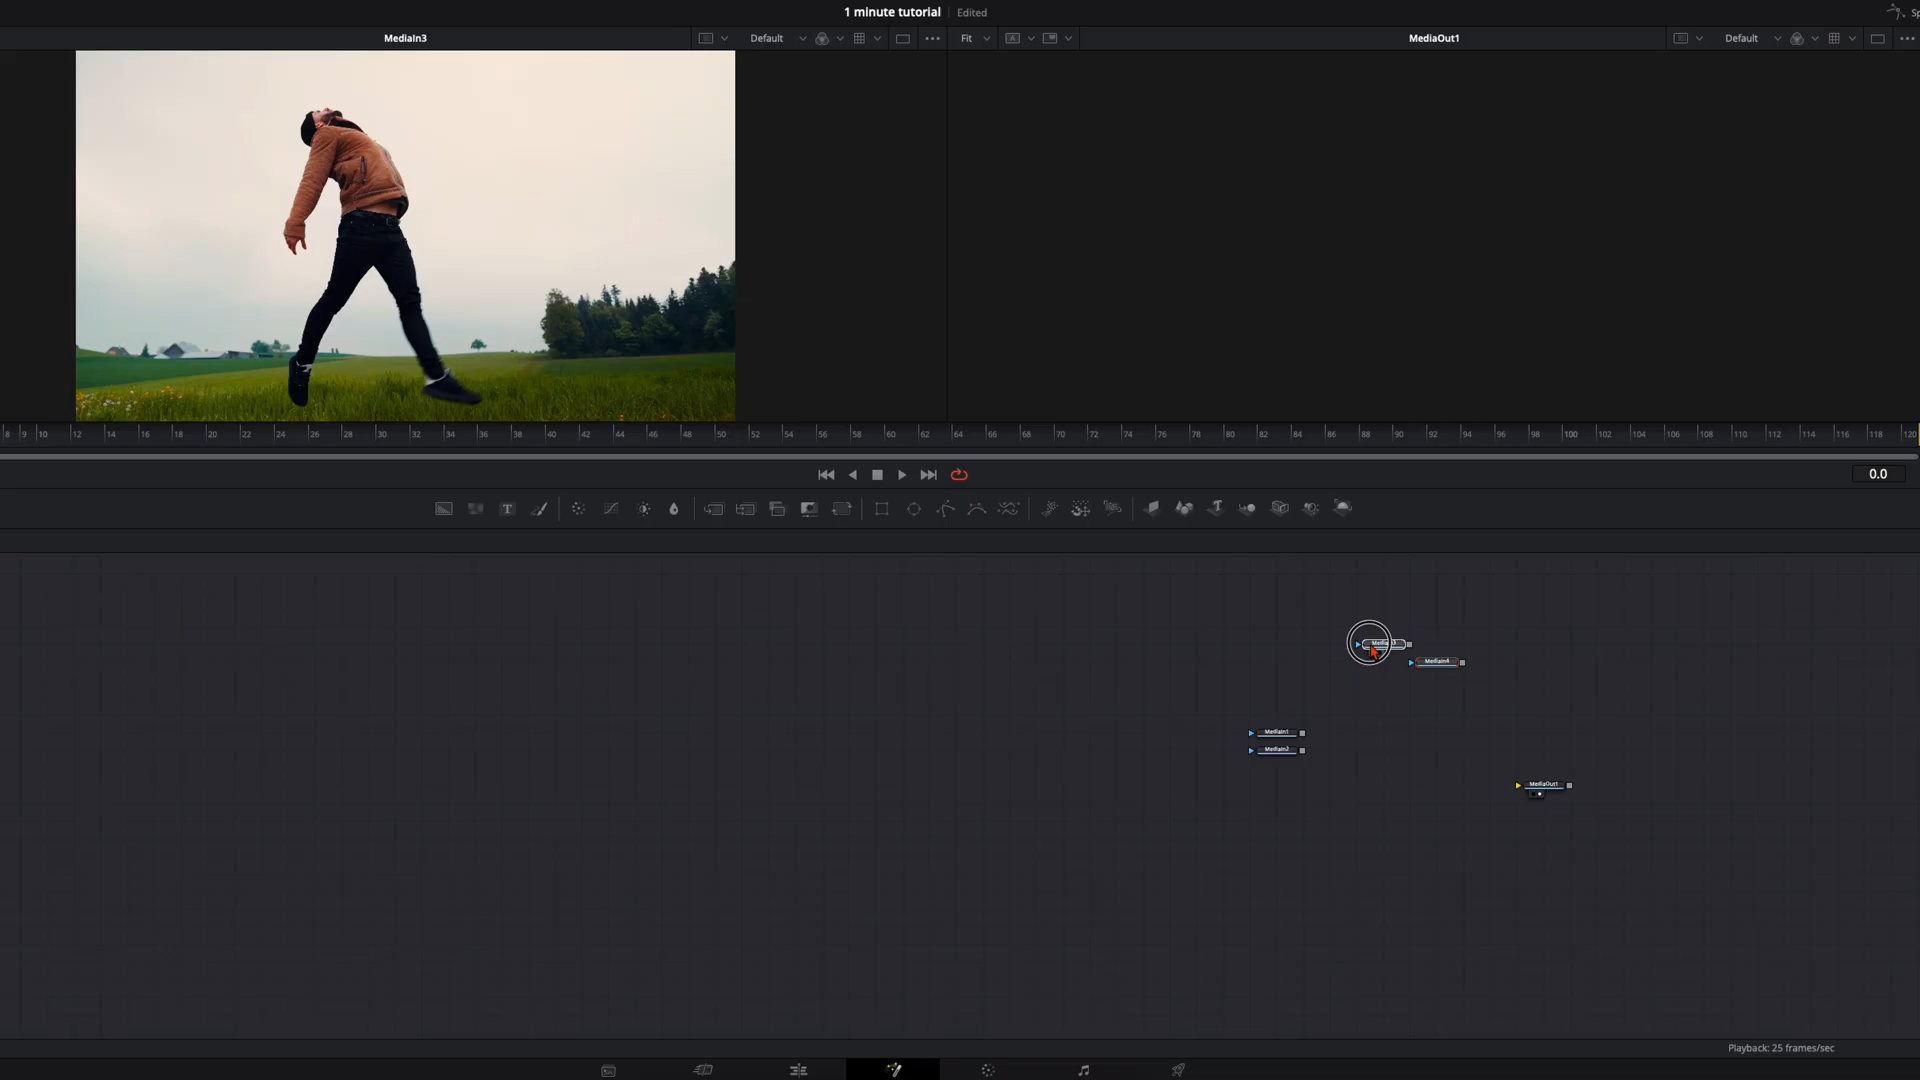 1 minute tutorial Edited
Sp
MediaIn3 Default Fit MediaOut1 Default
8 9 10 12 14 16 18 20 22 24 26 28 30 32 34 36 38 40 42 44 46 48 50 52 54 56 58 60 62 64 66 68 70 72 74 76 78 80 82 84 86 88 90 92 94 96 98 100 102 104 106 108 110 112 114 116 118 120
0.0
T T
MediaIn4
MediaIn1
MediaIn2
MediaOut1
Playback: 25 frames/sec